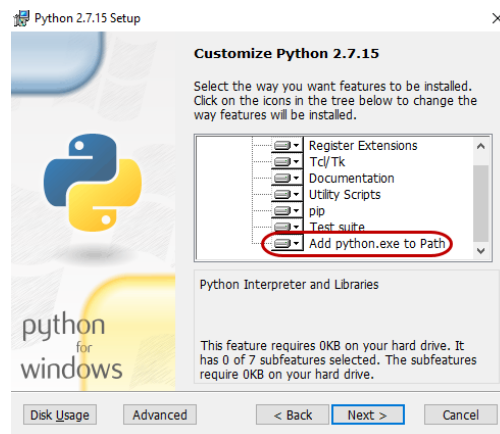 Python 2.7.15 Setup
Customize Python 2.7.15
Select the way you want features to be installed.
Click on the icons in the tree below to change the
way features will be installed.
Register Extensions
Tcl/Tk
Documentation
Utility Scripts
pip
Test suite
Add python.exe to Path
Python Interpreter and Libraries
This feature requires 0KB on your hard drive. It
has 0 of 7 subfeatures selected. The subfeatures
require 0KB on your hard drive.
python
for
windows
Disk Usage
Advanced
< Back
Next >
Cancel